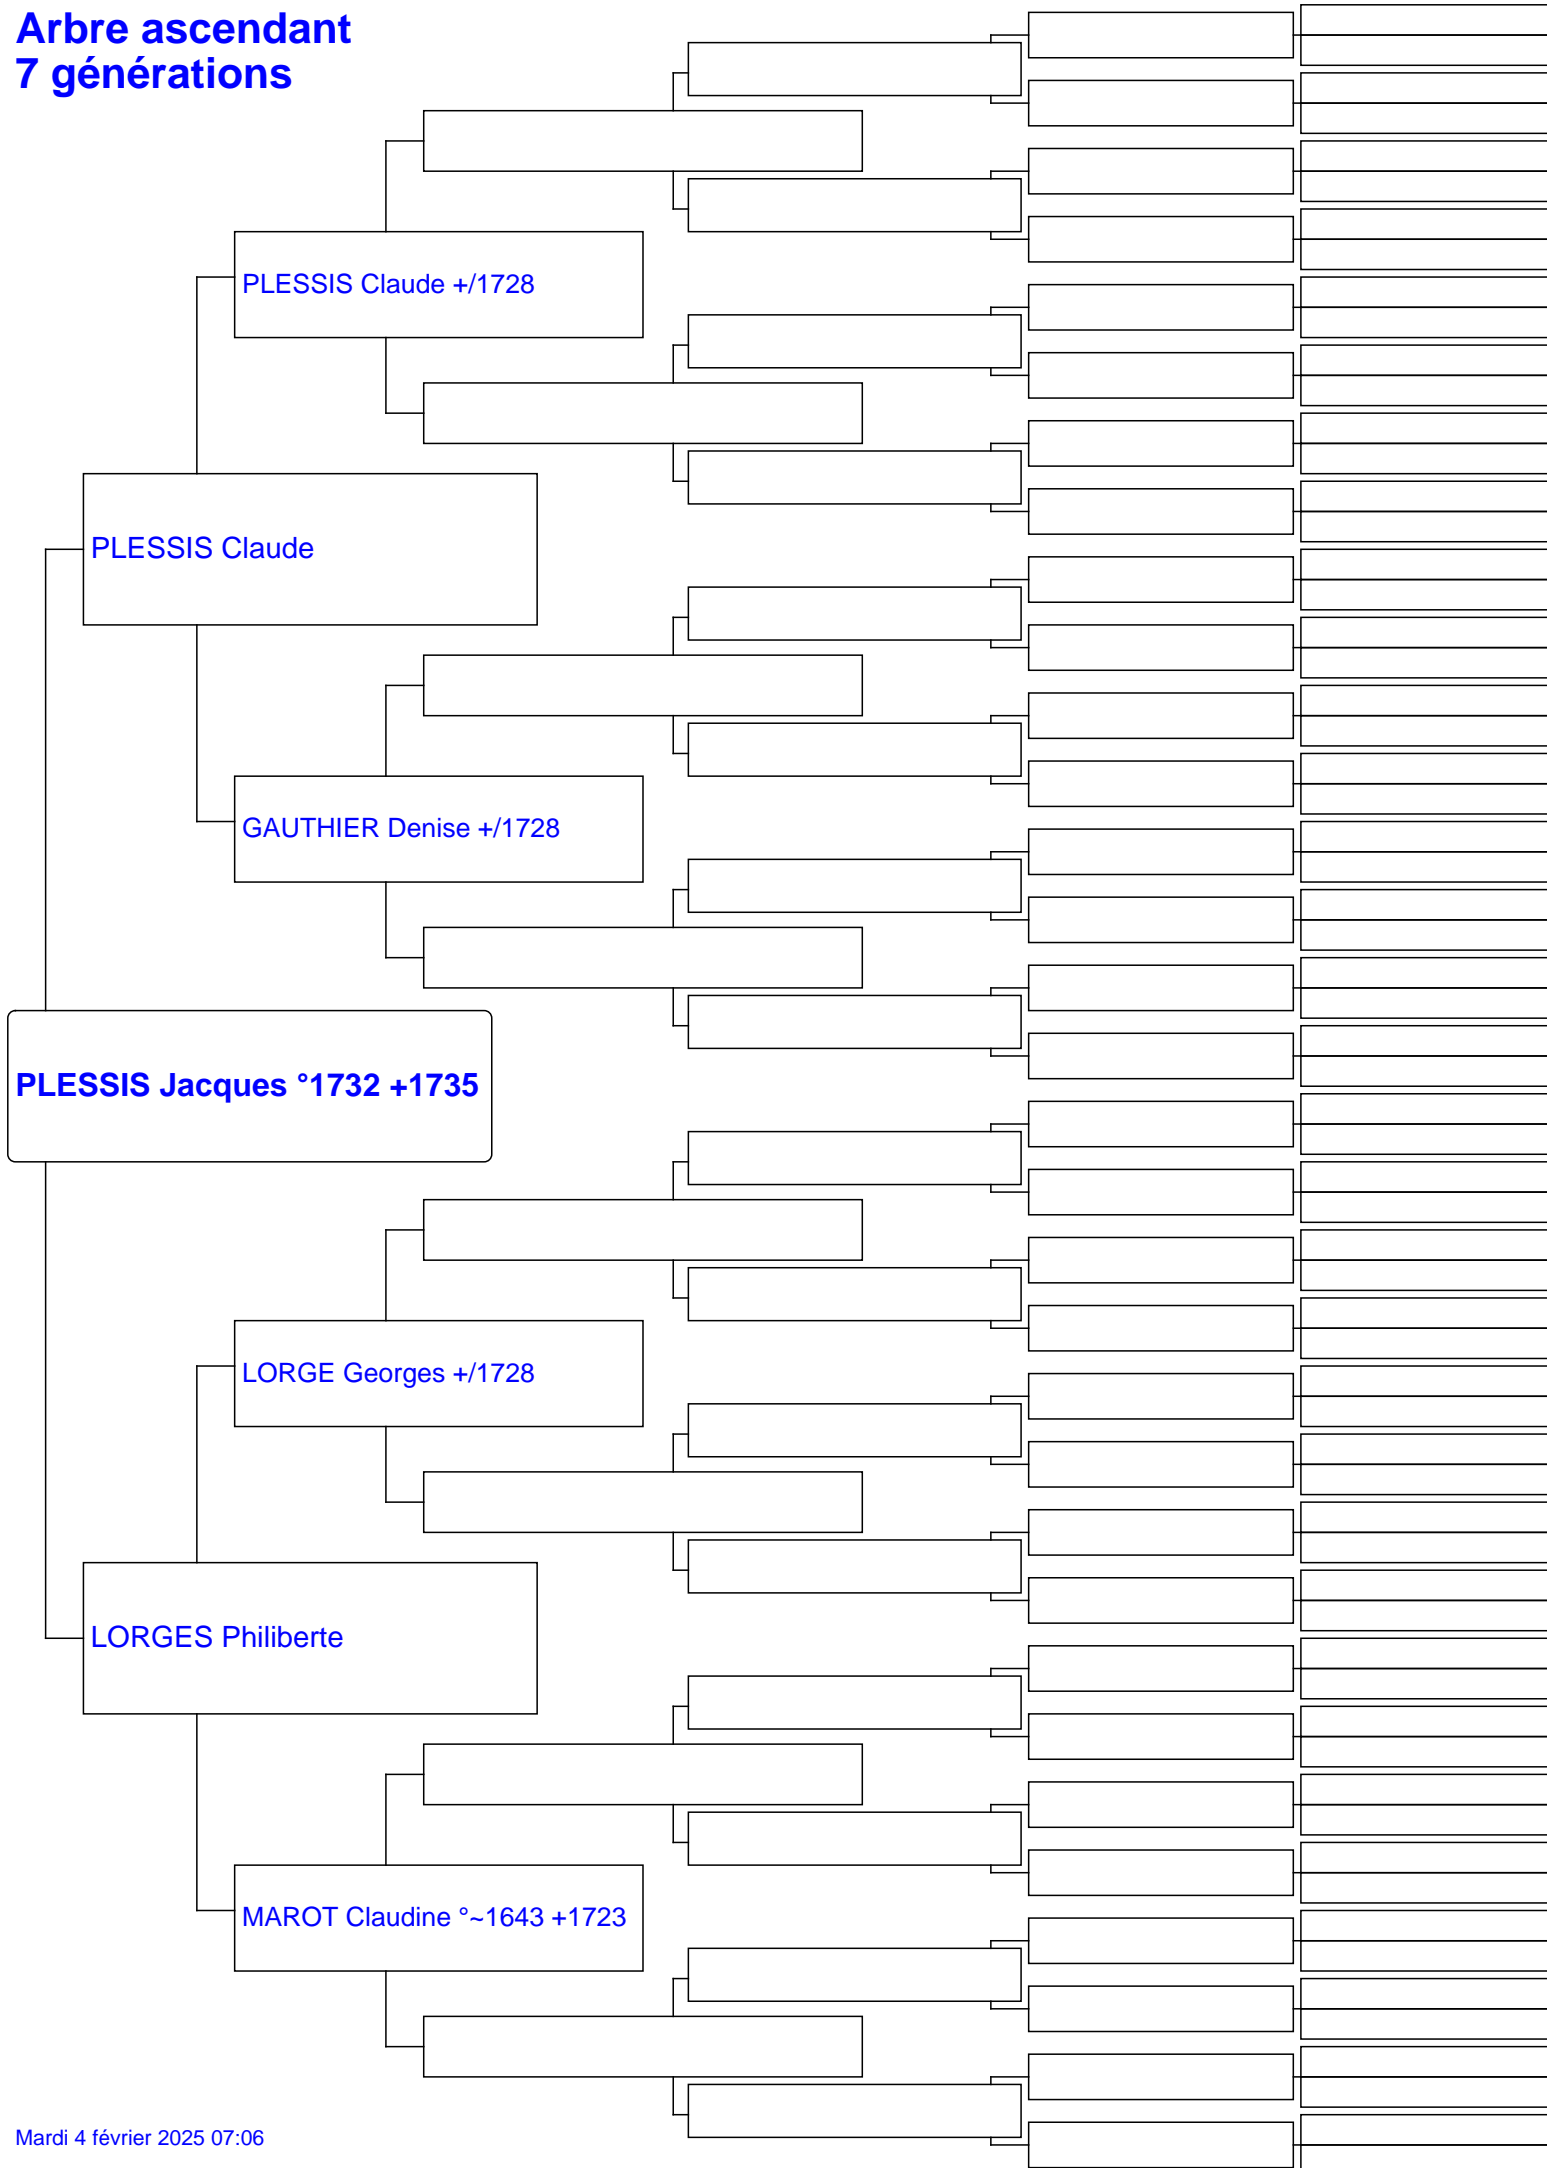 Arbre ascendant
7 générations
PLESSIS Claude +/1728
PLESSIS Claude
GAUTHIER Denise +/1728
PLESSIS Jacques °1732 +1735
LORGE Georges +/1728
LORGES Philiberte
MAROT Claudine °~1643 +1723
Mardi 4 février 2025 07:06